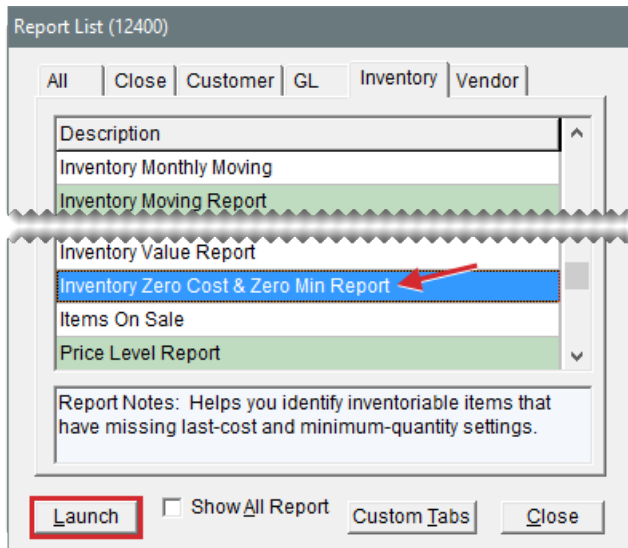 Report List (12400)
All Close Customer GL Inventory Vendor
Description
Inventory Monthly Moving
Inventory Moving Report
Inventory Value Report
Inventory Zero Cost & Zero Min Report
Items On Sale
Price Level Report
Report Notes: Helps you identify inventoriable items that
have missing last-cost and minimum-quantity settings.
Launch Show All Report Custom Tabs Close